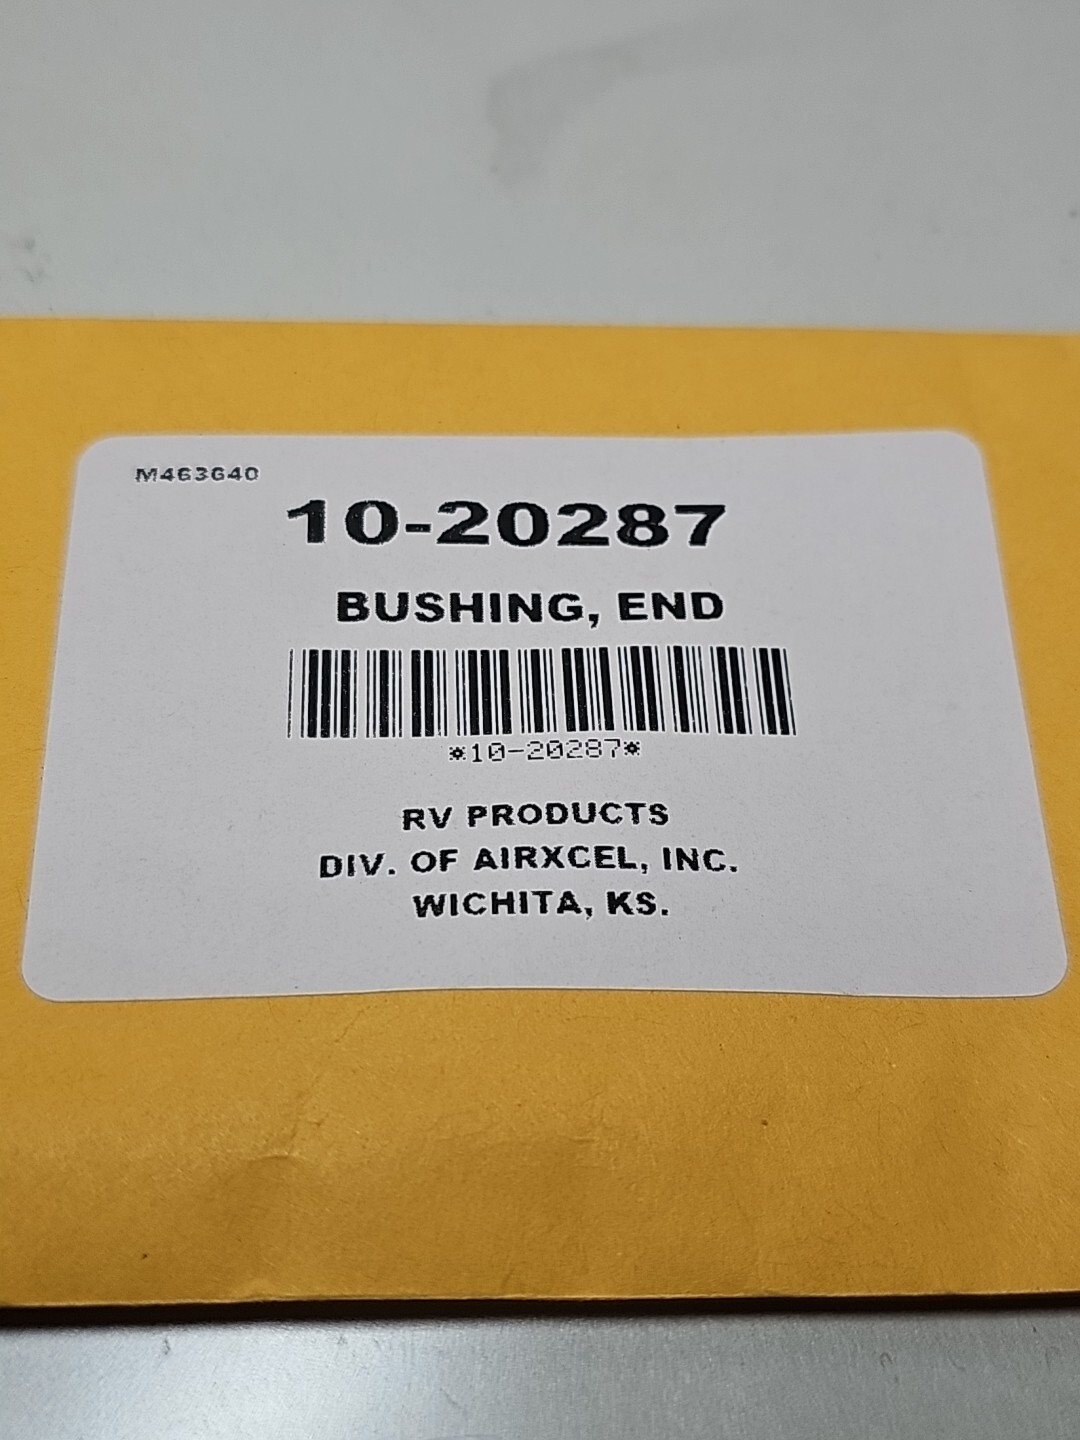 M463640
10-20287
BUSHING, END
*10-20287*
RV PRODUCTS
DIV. OF AIRXCEL, INC.
WICHITA, KS.